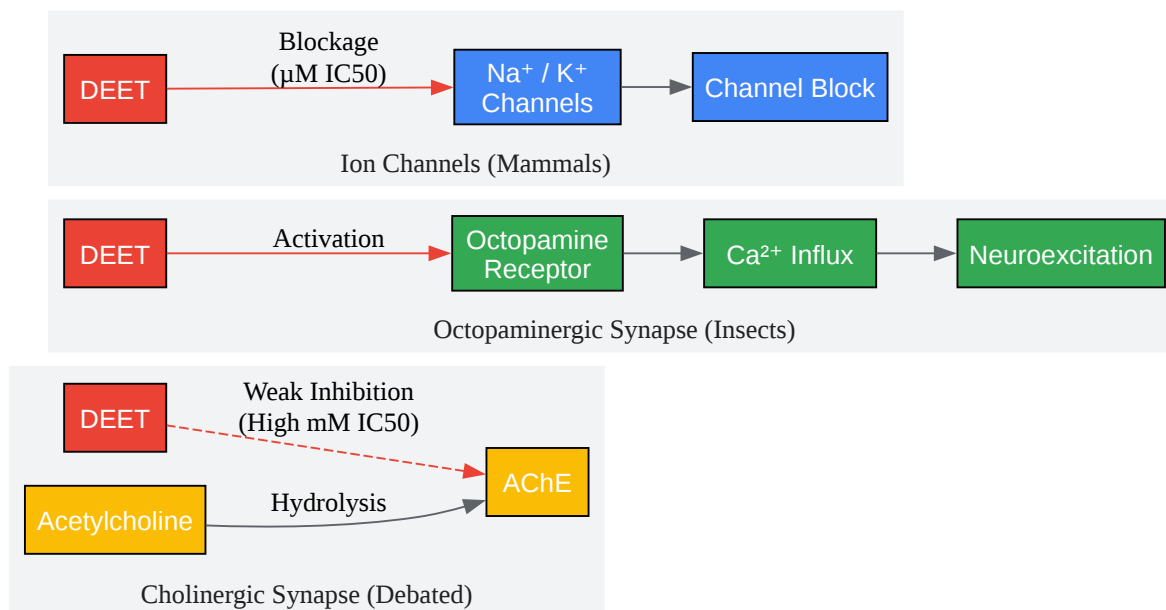 DEET
Blockage
(µM IC50)
Na⁺ / K⁺
Channels
Channel Block
Ion Channels (Mammals)
DEET
Activation
Octopamine
Receptor
Ca²⁺ Influx
Neuroexcitation
Octopaminergic Synapse (Insects)
DEET
Weak Inhibition
(High mM IC50)
AChE
Acetylcholine
Hydrolysis
Cholinergic Synapse (Debated)